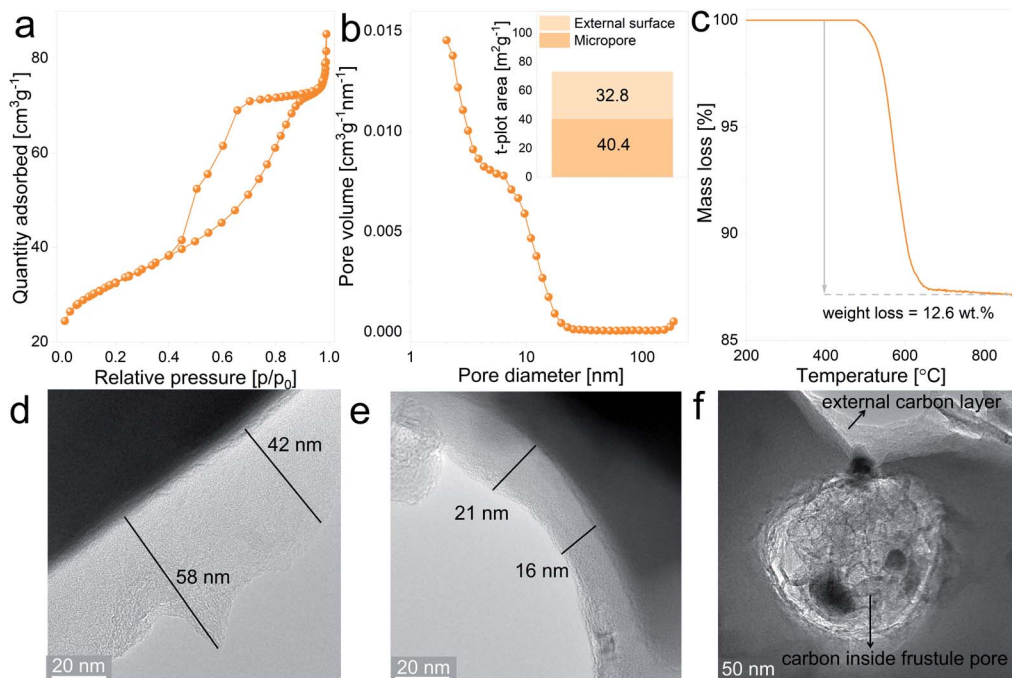 a
Quantity adsorbed [cm³g⁻¹]
80
60
40
20
0.0 0.2 0.4 0.6 0.8 1.0
Relative pressure [p/p₀]
b
Pore volume [cm³g⁻¹nm⁻¹]
0.015
0.010
0.005
0.000
1 10 100
Pore diameter [nm]
t-plot area [m²g⁻¹]
100
80
60
40
20
0
External surface
Micropore
32.8
40.4
c
Mass loss [%]
100
95
90
85
weight loss = 12.6 wt.%
200 400 600 800
Temperature [°C]
d
42 nm
58 nm
20 nm
e
21 nm
16 nm
20 nm
f
external carbon layer
carbon inside frustule pore
50 nm